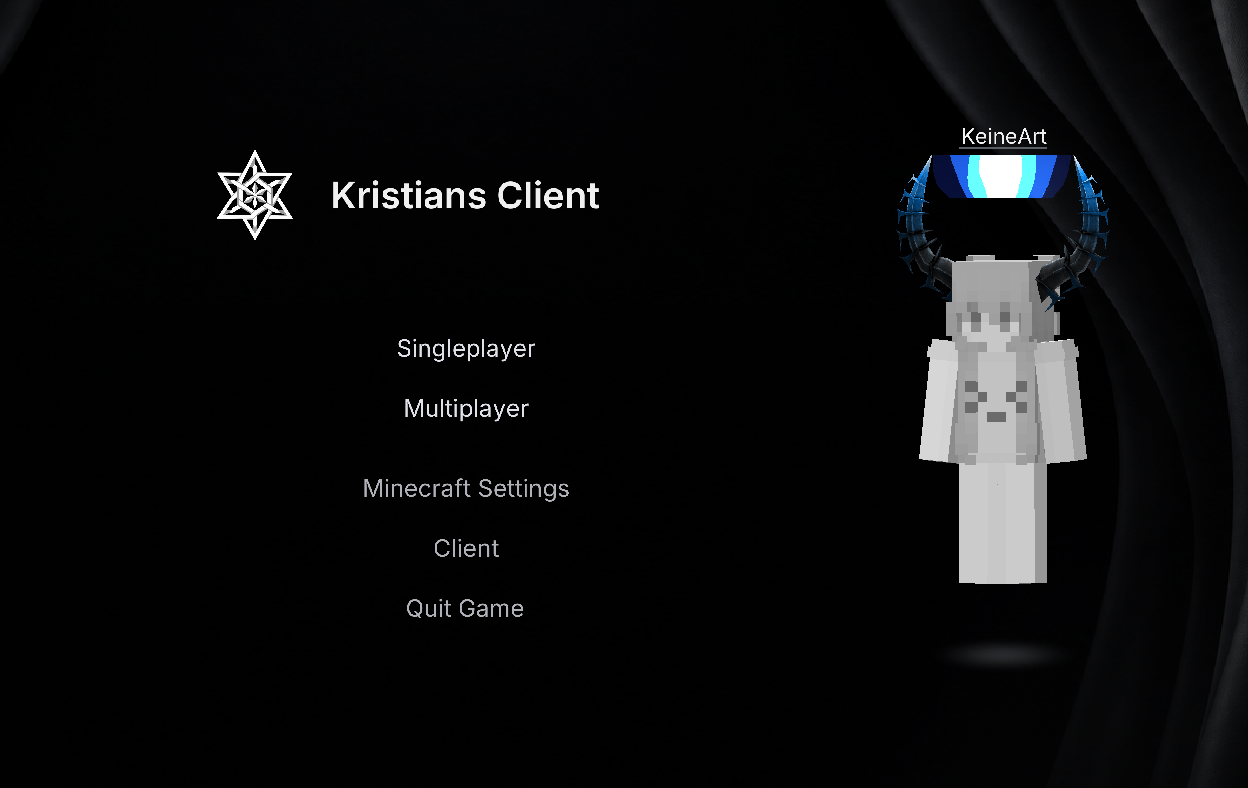 KeineArt
Kristians Client
Singleplayer
Multiplayer
Minecraft Settings
Client
Quit Game